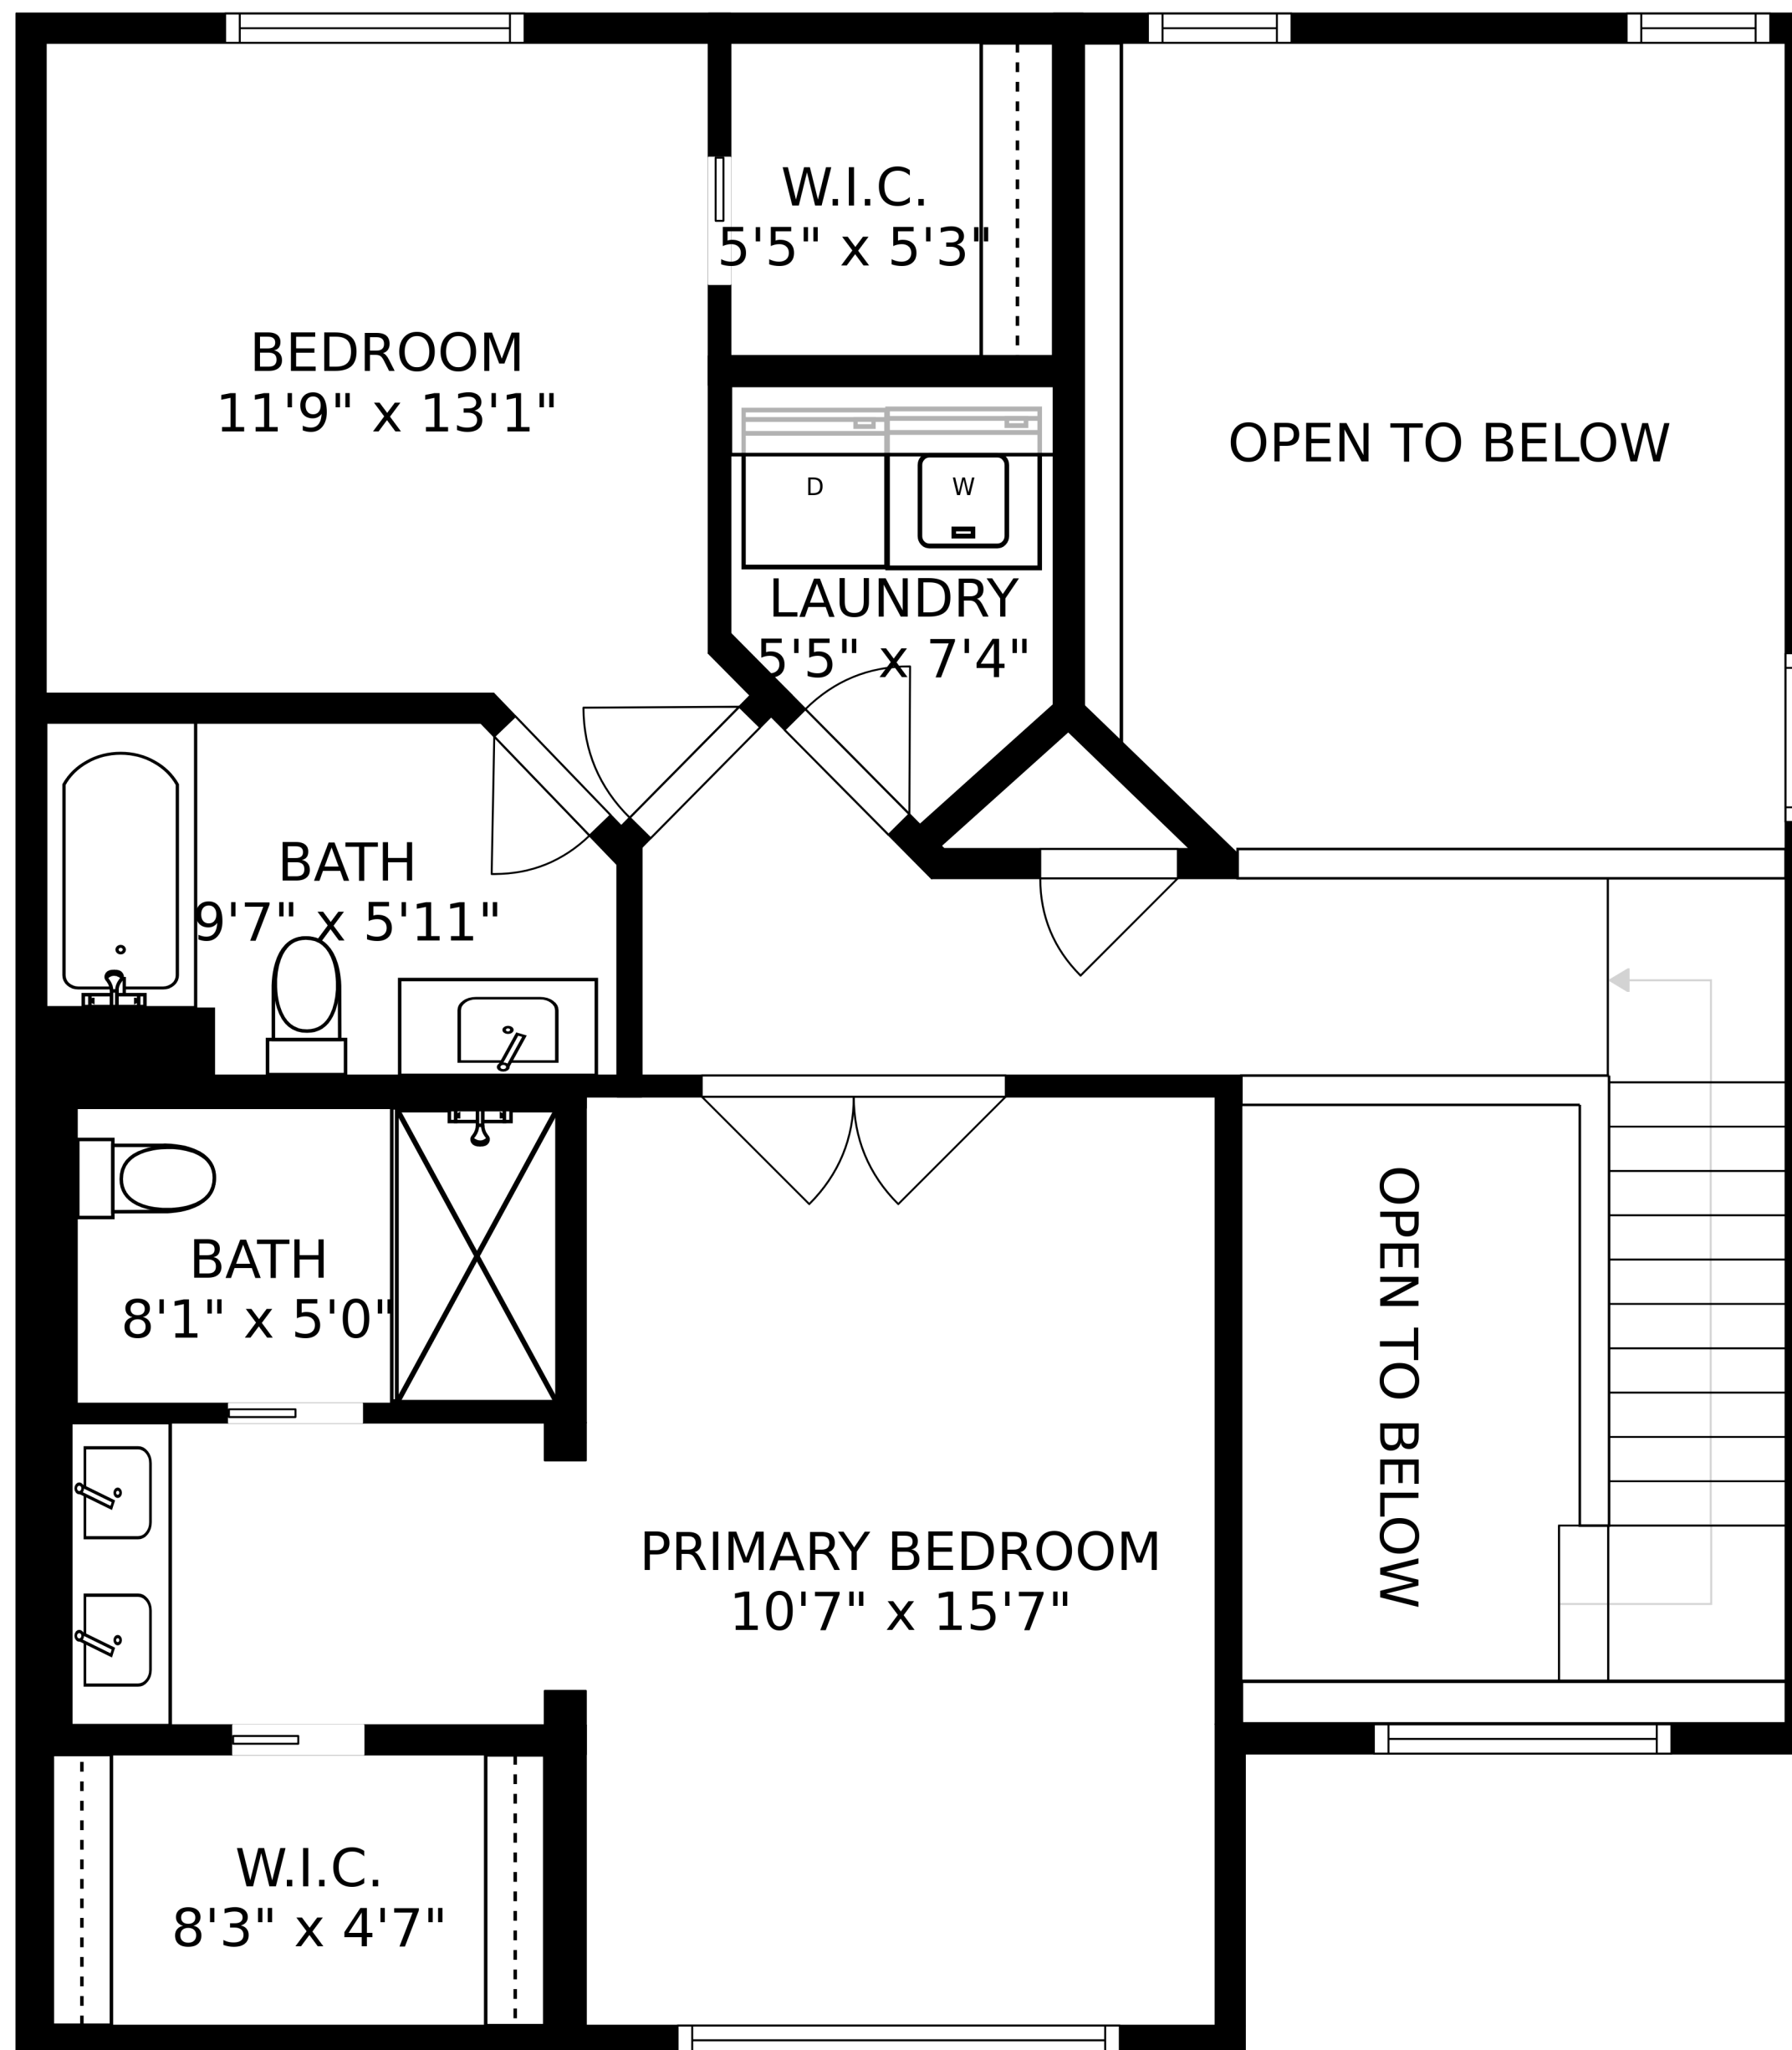 W.I.C.
5'5" x 5'3"
BEDROOM
11'9" x 13'1"
OPEN TO BELOW
D
W
LAUNDRY
5'5" x 7'4"
BATH
9'7" x 5'11"
BATH
8'1" x 5'0"
OPEN TO BELOW
PRIMARY BEDROOM
10'7" x 15'7"
W.I.C.
8'3" x 4'7"